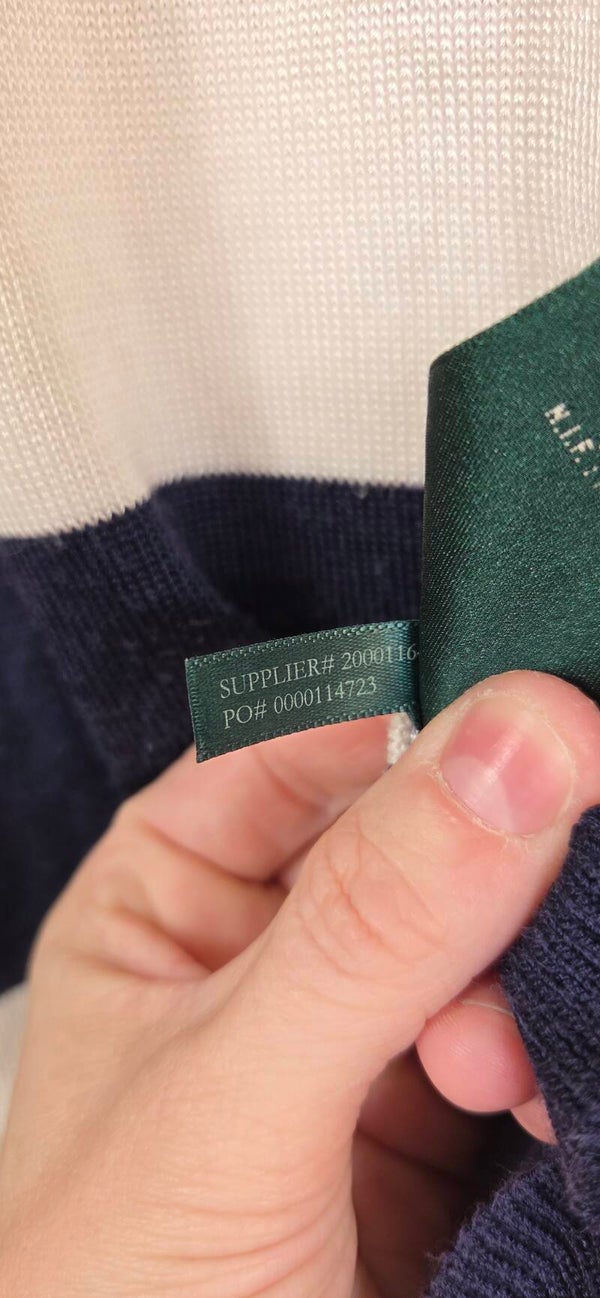 SUPPLIER# 2000116
PO# 0000114723
N.I.F.: